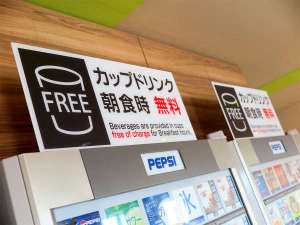 FREE
カップドリンク
朝食時 無料
Beverages are provided in cups
free of charge for Breakfast hours.
PEPSI
氷
FREE
カップドリンク
朝食時 無料
PEPSI